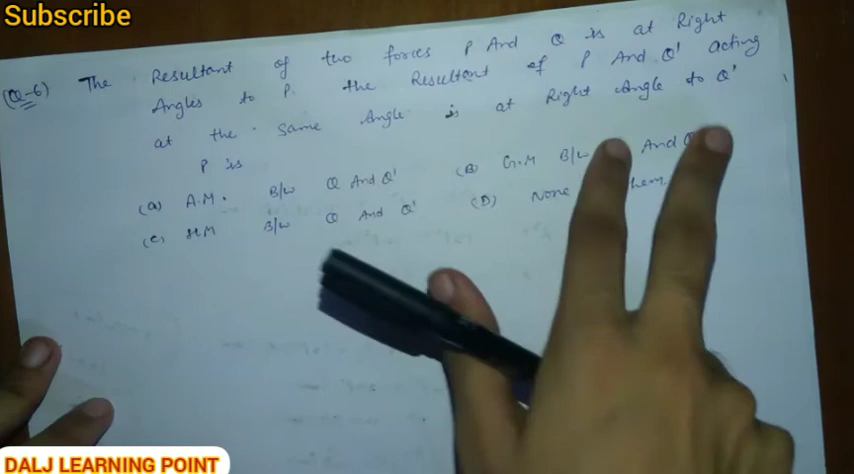 Subscribe
(Q-6) The Resultant of two forces P And Q is at Right
Angles to P. the Resultant of P And Q' acting
at the same Angle is at Right Angle to Q'
P is
(a) A.M. B/w Q And Q' (B) G.M B/w And Q
(c) H.M B/w Q And Q' (D) None hem
DALJ LEARNING POINT